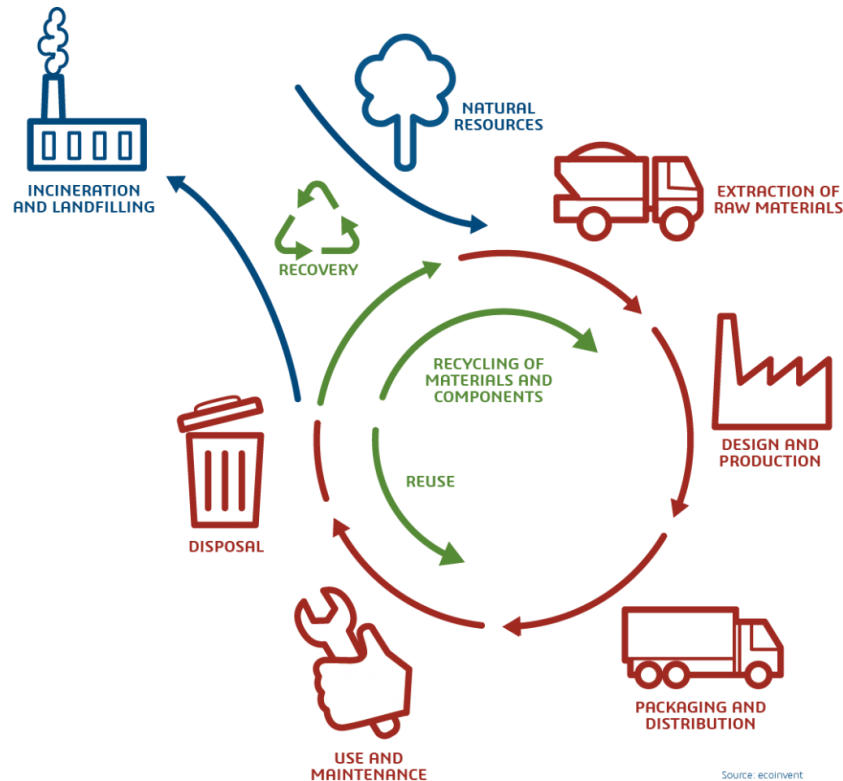 NATURAL
RESOURCES
INCINERATION
AND LANDFILLING
EXTRACTION OF
RAW MATERIALS
RECOVERY
RECYCLING OF
MATERIALS AND
COMPONENTS
DESIGN AND
PRODUCTION
REUSE
DISPOSAL
PACKAGING AND
DISTRIBUTION
USE AND
MAINTENANCE
Source: ecoinvent